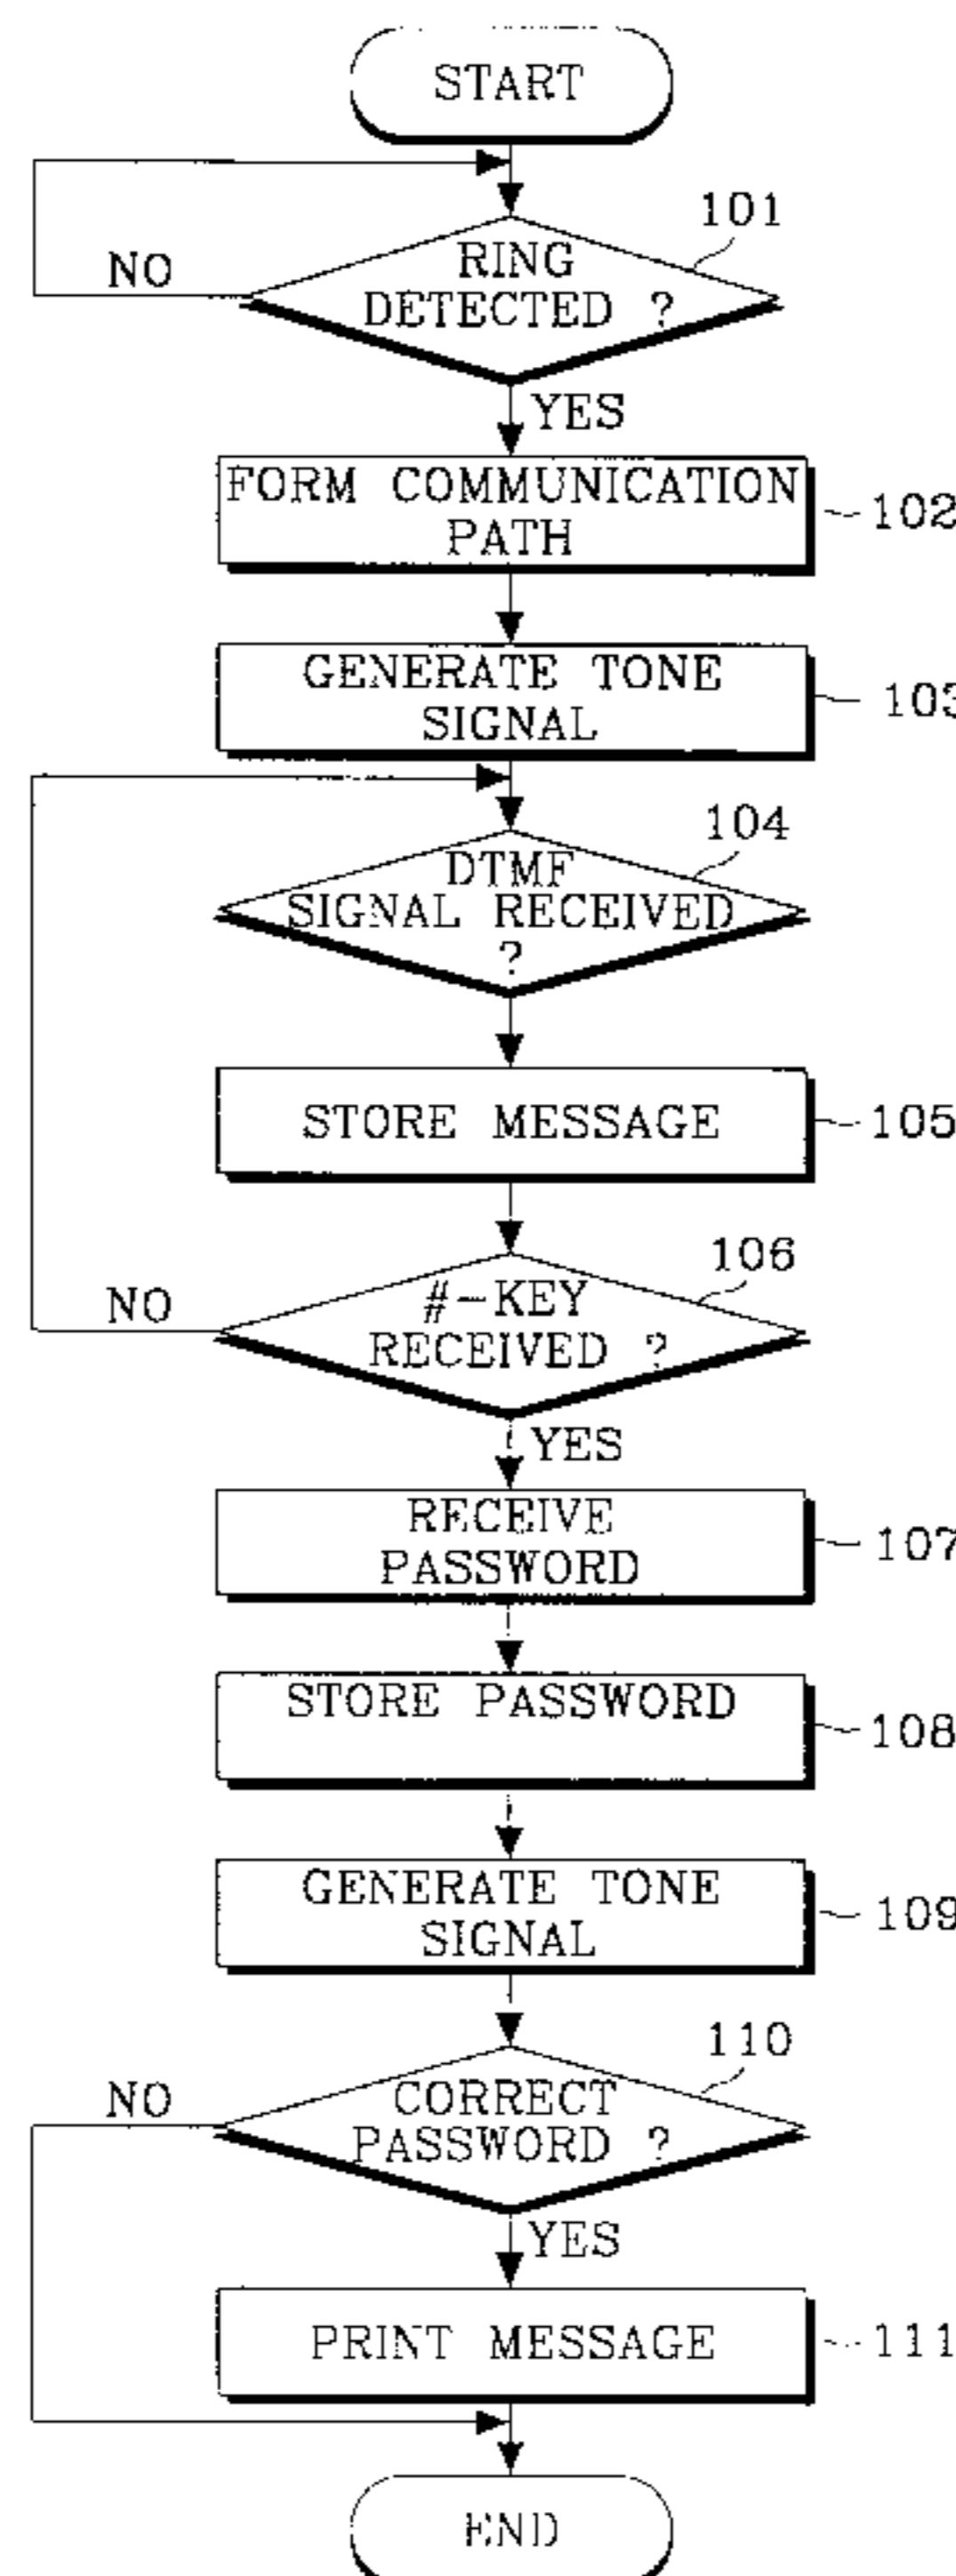 START
101
RING
DETECTED ?
NO
YES
FORM COMMUNICATION
PATH
102
GENERATE TONE
SIGNAL
103
104
DTMF
SIGNAL RECEIVED
?
STORE MESSAGE
105
106
#-KEY
RECEIVED ?
NO
YES
RECEIVE
PASSWORD
107
STORE PASSWORD
108
GENERATE TONE
SIGNAL
109
110
CORRECT
PASSWORD ?
NO
YES
PRINT MESSAGE
111
END